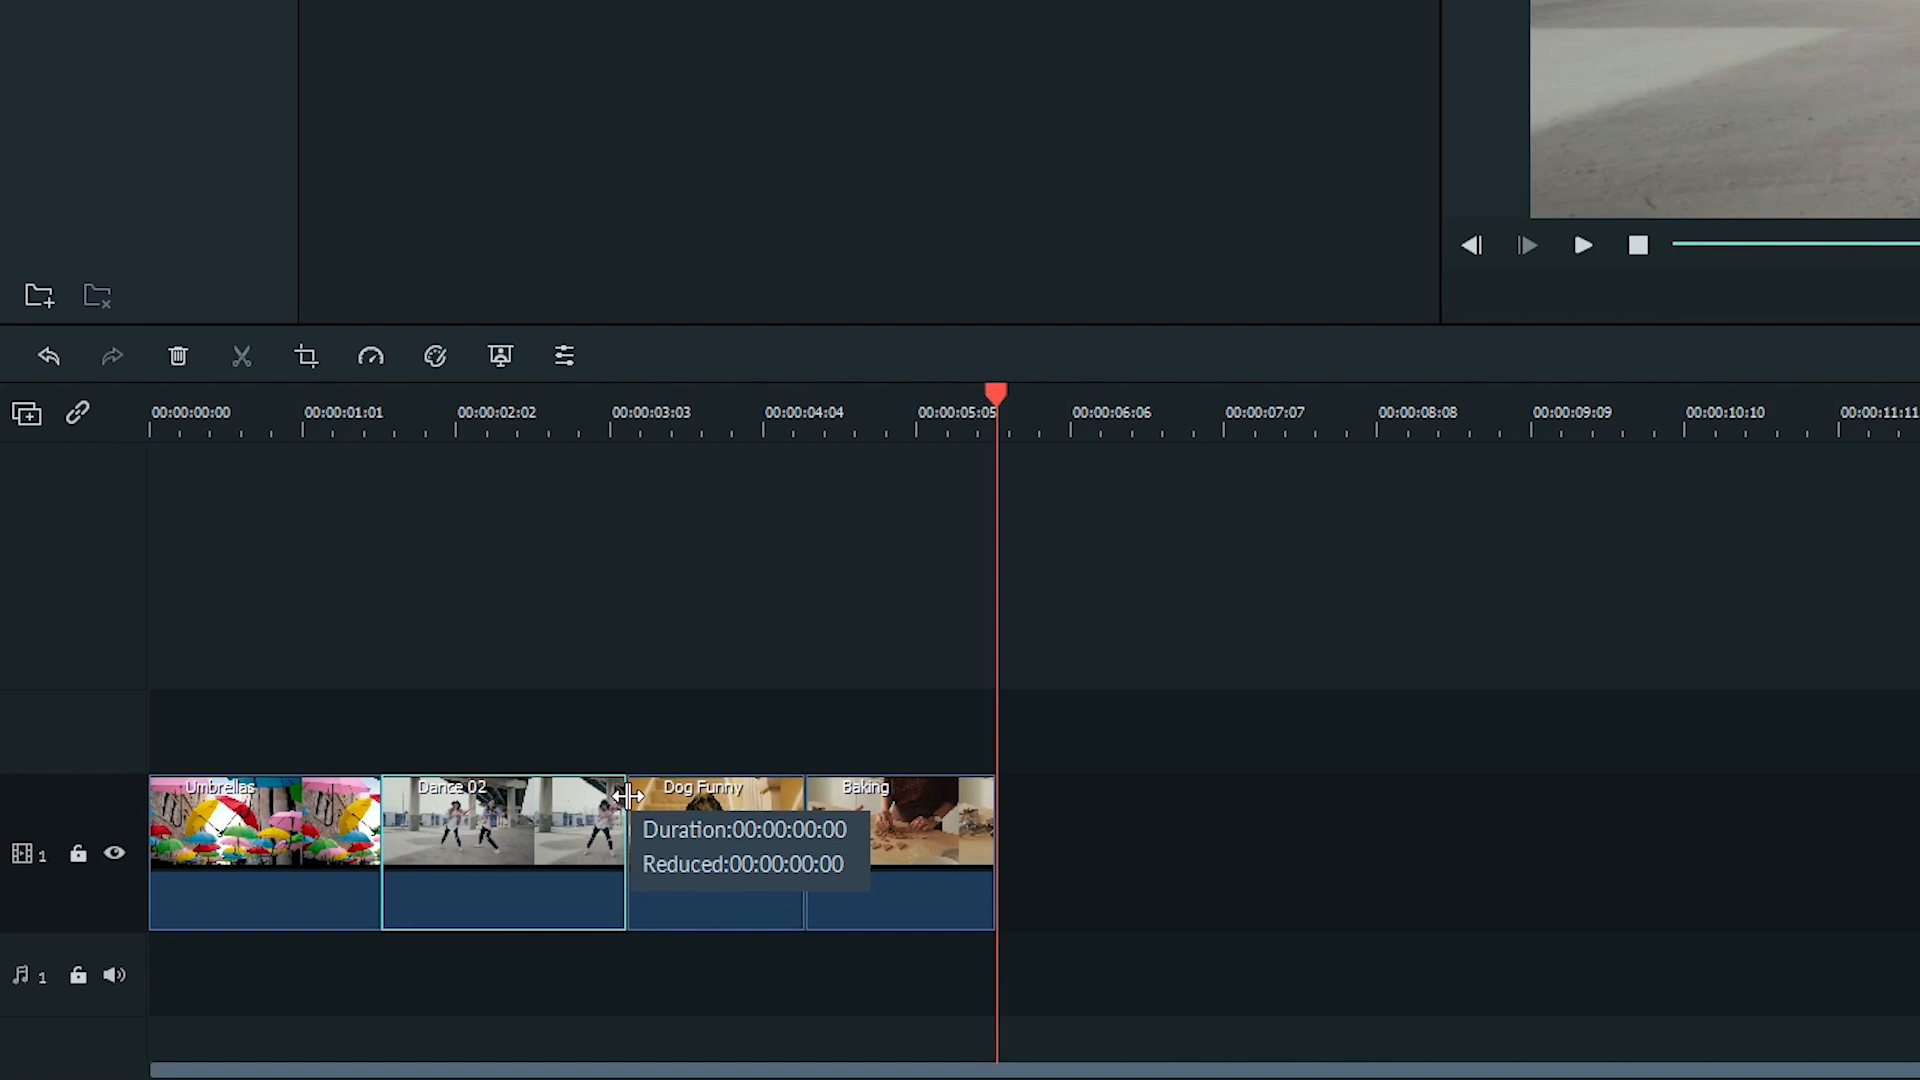 00:00:00:00 00:00:01:01 00:00:02:02 00:00:03:03 00:00:04:04 00:00:05:05 00:00:06:06 00:00:07:07 00:00:08:08 00:00:09:09 00:00:10:10 00:00:11:11
Umbrellas Dance 02 Dog Funny Baking
Duration:00:00:00:00
Reduced:00:00:00:00
1
1